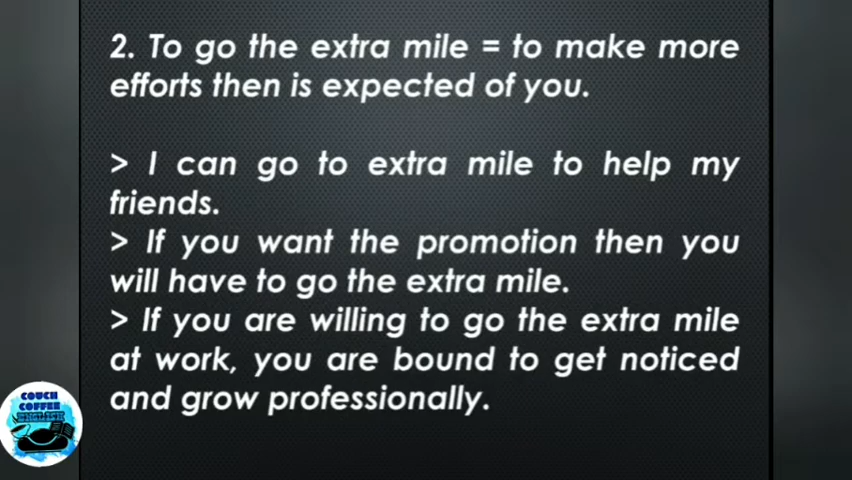 2. To go the extra mile = to make more
efforts then is expected of you.
> I can go to extra mile to help my
friends.
> If you want the promotion then you
will have to go the extra mile.
> If you are willing to go the extra mile
at work, you are bound to get noticed
and grow professionally.
COUCH
COFFEE
ENGLISH